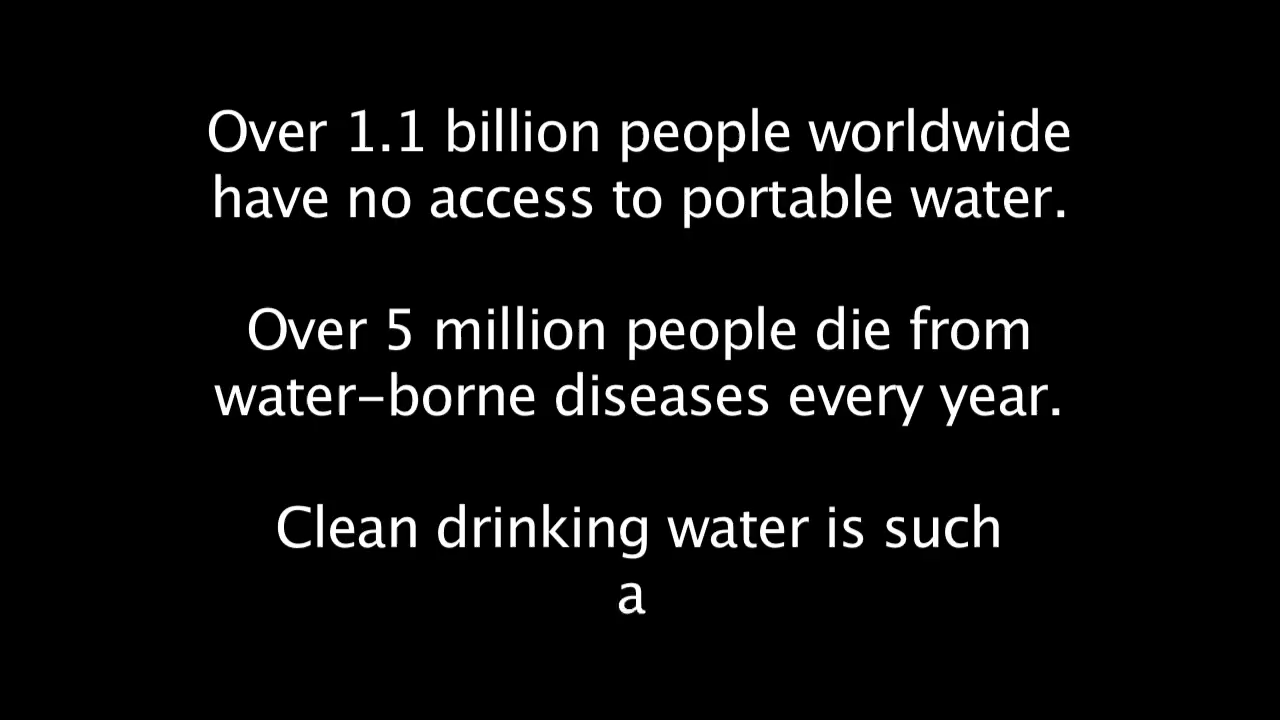 Over 1.1 billion people worldwide
have no access to portable water.
Over 5 million people die from
water-borne diseases every year.
Clean drinking water is such
a